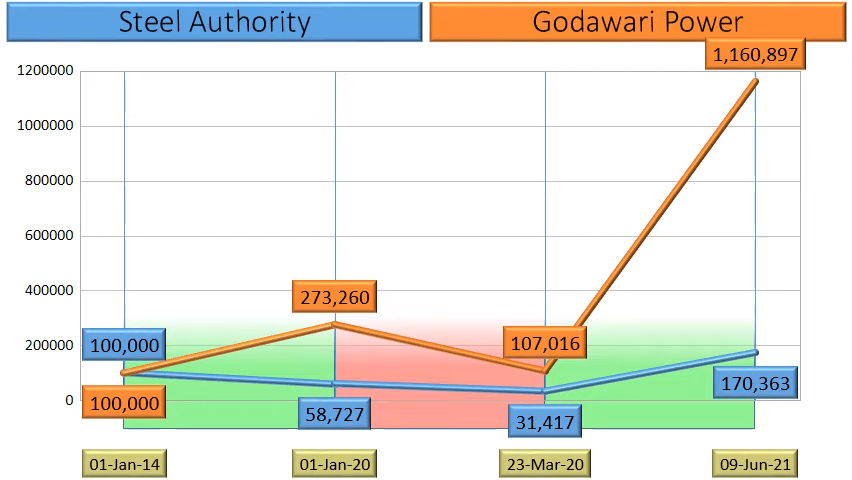 Steel Authority
Godawari Power
1,160,897
1200000
1000000
800000
600000
400000
273,260
200000
100,000
107,016
0
100,000
58,727
31,417
170,363
01-Jan-14
01-Jan-20
23-Mar-20
09-Jun-21